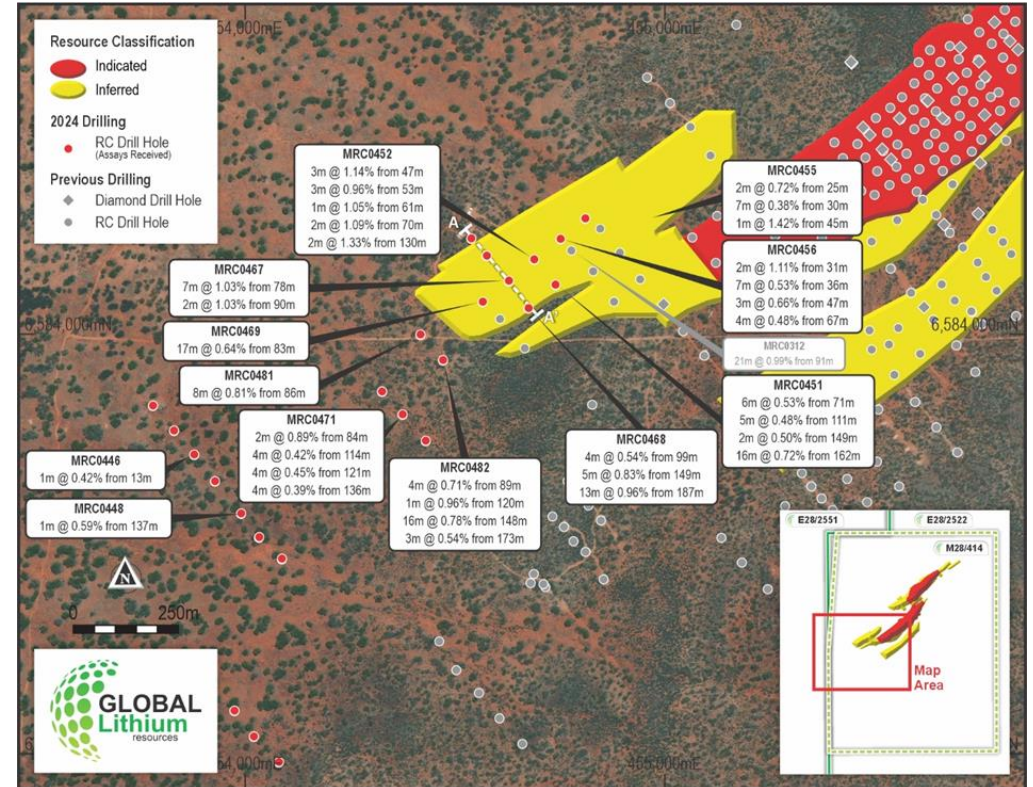 Resource Classification
Indicated
Inferred
2024 Drilling
RC Drill Hole
(Assays Received)
Previous Drilling
Diamond Drill Hole
RC Drill Hole
54,000mE
455,000mE
MRC0452
3m @ 1.14% from 47m
3m @ 0.96% from 53m
1m @ 1.05% from 61m
2m @ 1.09% from 70m
2m @ 1.33% from 130m
A
A'
MRC0455
2m @ 0.72% from 25m
7m @ 0.38% from 30m
1m @ 1.42% from 45m
MRC0456
2m @ 1.11% from 31m
7m @ 0.53% from 36m
3m @ 0.66% from 47m
4m @ 0.48% from 67m
MRC0467
7m @ 1.03% from 78m
2m @ 1.03% from 90m
6,584,000mN
6,584,000mN
MRC0469
17m @ 0.64% from 83m
MRC0312
21m @ 0.99% from 91m
MRC0481
8m @ 0.81% from 86m
MRC0451
6m @ 0.53% from 71m
5m @ 0.48% from 111m
2m @ 0.50% from 149m
16m @ 0.72% from 162m
MRC0471
2m @ 0.89% from 84m
4m @ 0.42% from 114m
4m @ 0.45% from 121m
4m @ 0.39% from 136m
MRC0468
4m @ 0.54% from 99m
5m @ 0.83% from 149m
13m @ 0.96% from 187m
MRC0446
1m @ 0.42% from 13m
MRC0482
4m @ 0.71% from 89m
1m @ 0.96% from 120m
16m @ 0.78% from 148m
3m @ 0.54% from 173m
MRC0448
1m @ 0.59% from 137m
N
0 250m
E28/2551
E28/2522
M28/414
Map
Area
GLOBAL
Lithium
resources
54,000mE
455,000mE